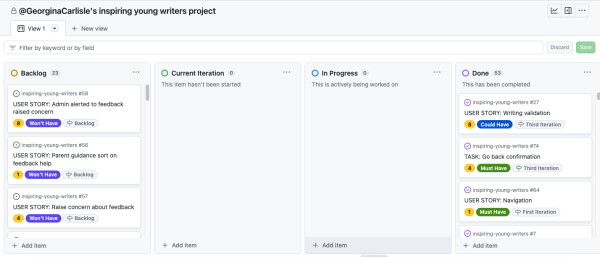 @GeorginaCarlisle's inspiring young writers project
View 1
+ New view
Filter by keyword or by field
Discard
Save
Backlog 23
inspiring-young-writers #58
USER STORY: Admin alerted to feedback
raised concern
8 Won't Have Backlog
inspiring-young-writers #56
USER STORY: Parent guidance sort on
feedback help
1 Won't Have Backlog
inspiring-young-writers #57
USER STORY: Raise concern about feedback
4 Won't Have Backlog
+ Add item
Current Iteration 0
This item hasn't been started
+ Add item
In Progress 0
This is actively being worked on
+ Add item
Done 53
This has been completed
inspiring-young-writers #27
USER STORY: Writing validation
8 Could Have Third Iteration
inspiring-young-writers #74
TASK: Go back confirmation
4 Must Have Third Iteration
inspiring-young-writers #64
USER STORY: Navigation
1 Must Have First Iteration
inspiring-young-writers #7
+ Add item